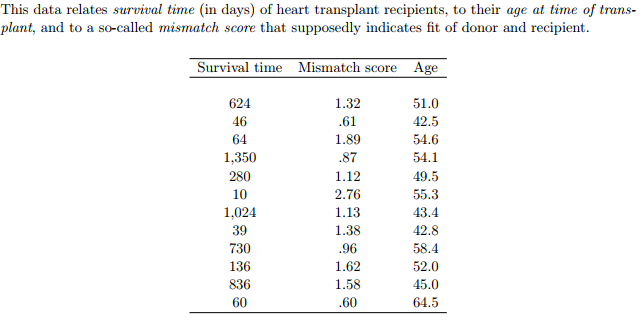 This data relates survival time (in days) of heart transplant recipients, to their age at time of trans-
plant, and to a so-called mismatch score that supposedly indicates fit of donor and recipient.
Survival time Mismatch score Age
624 1.32 51.0
46 .61 42.5
64 1.89 54.6
1,350 .87 54.1
280 1.12 49.5
10 2.76 55.3
1,024 1.13 43.4
39 1.38 42.8
730 .96 58.4
136 1.62 52.0
836 1.58 45.0
60 .60 64.5